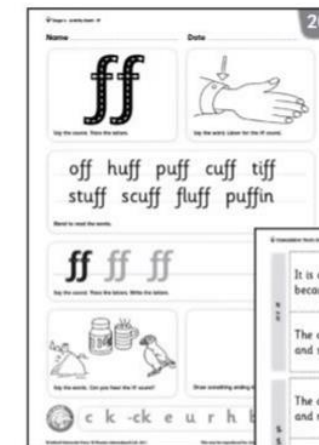 2
Name Date
ff
Say the sound. Trace the letters.
Say the word. Listen for the ff sound.
off huff puff cuff tiff
stuff scuff fluff puffin
Blend to read the words.
ff ff ff
Say the sound. Trace the letters. Write the letters.
It is
The
and
Say the words. Can you hear the ff sound?
The
and
c k -ck e u r h